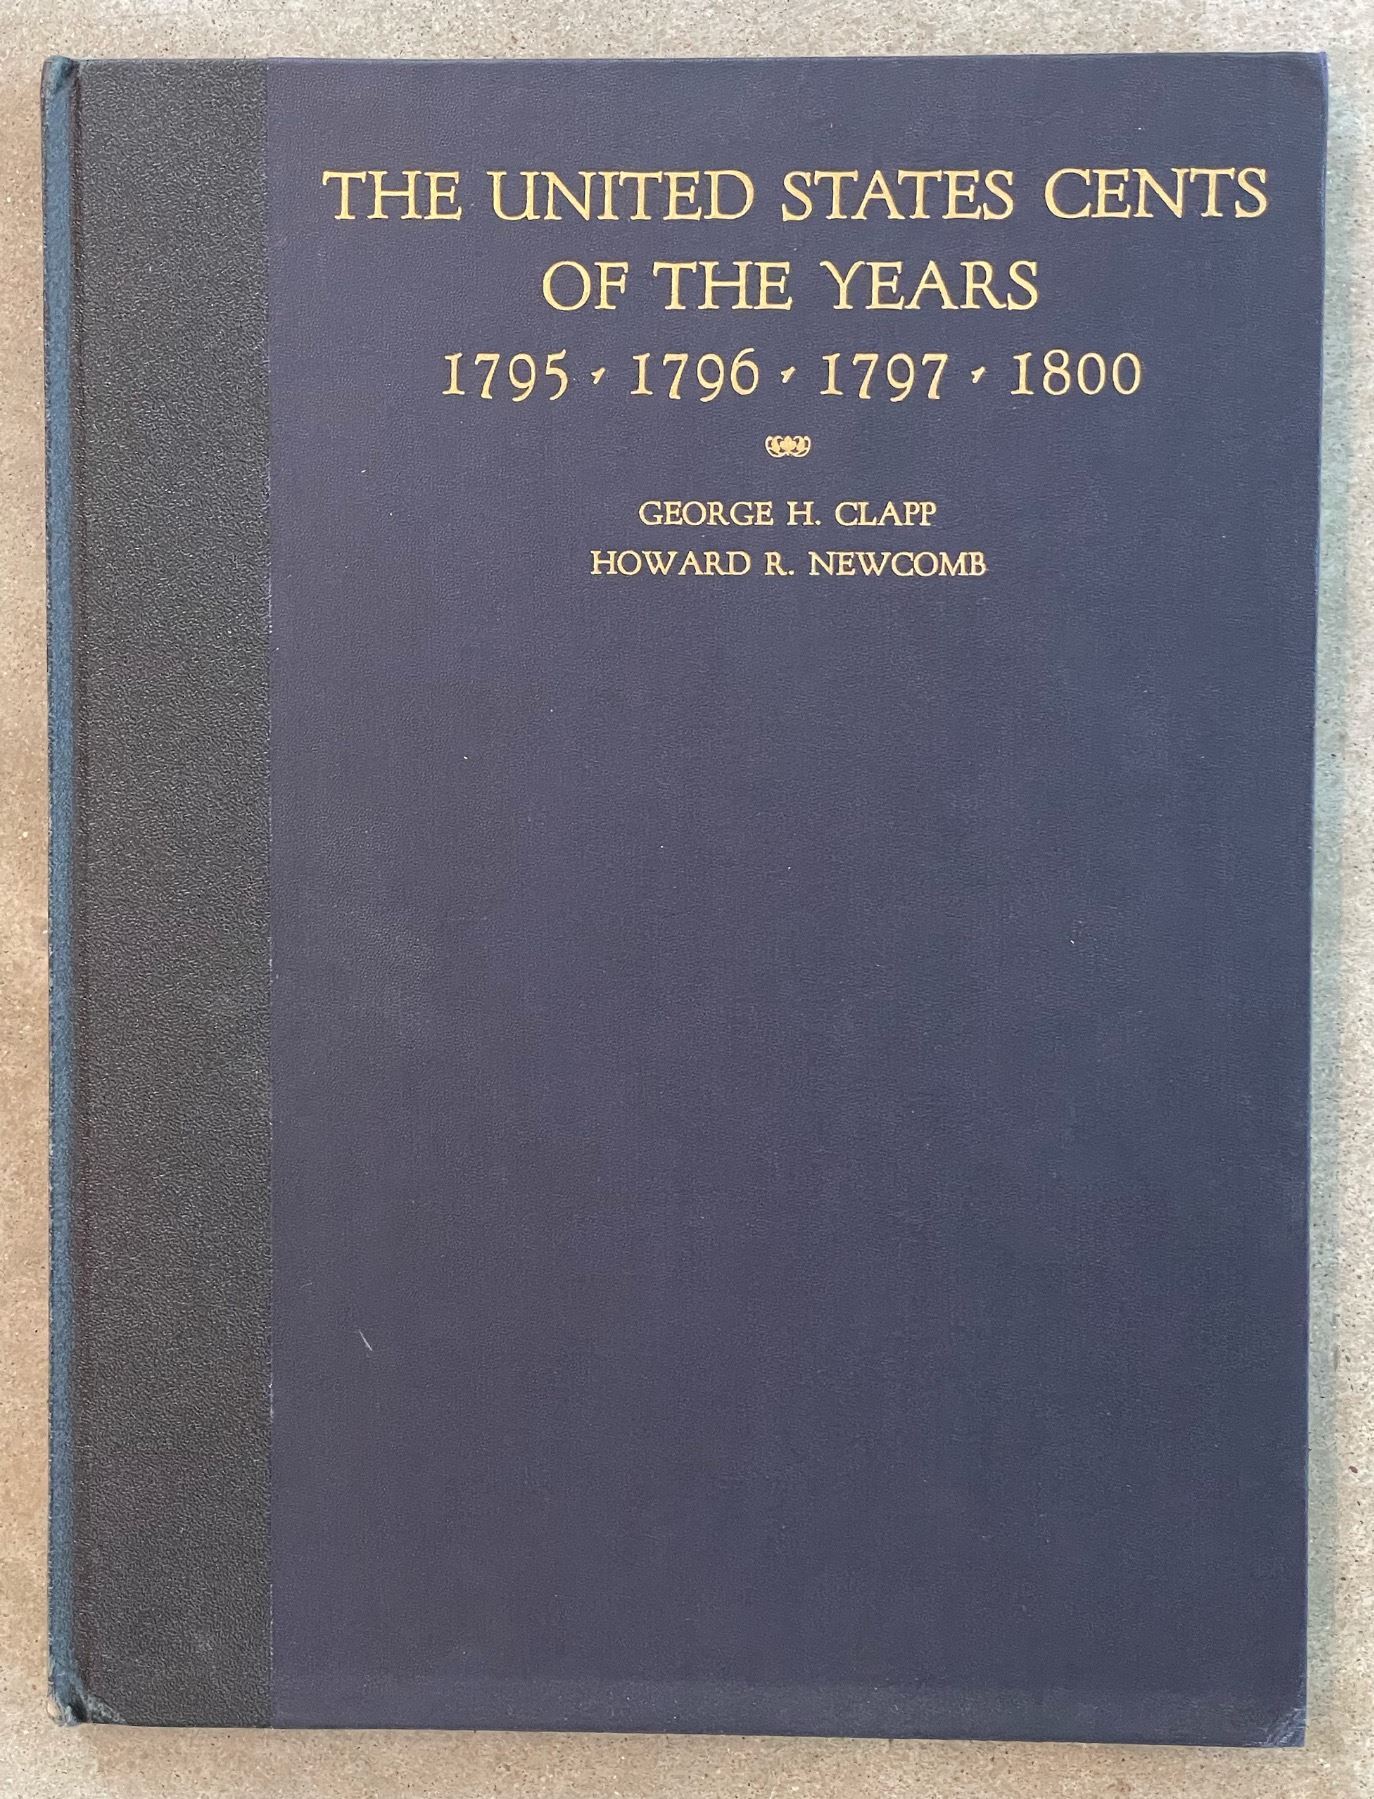 THE UNITED STATES CENTS
OF THE YEARS
1795 , 1796 , 1797 , 1800
GEORGE H. CLAPP
HOWARD R. NEWCOMB